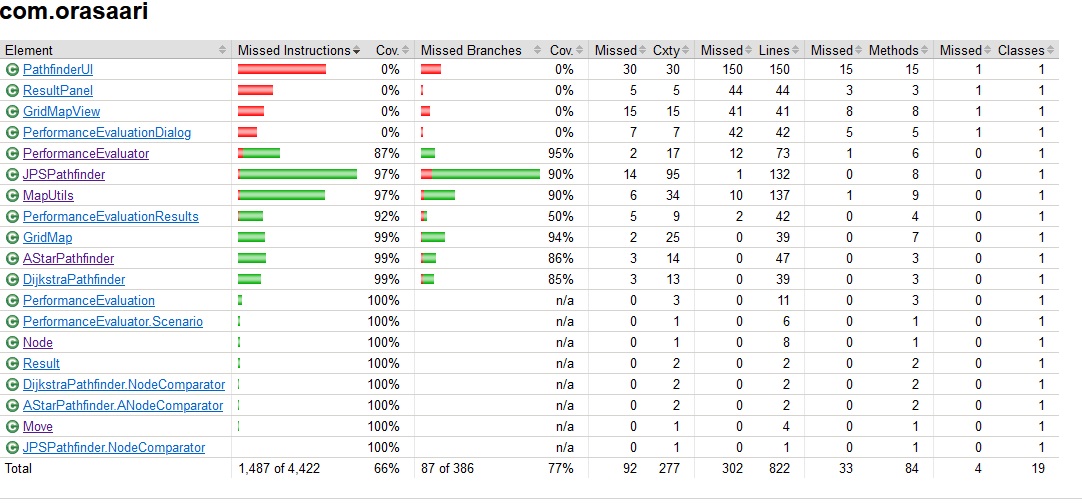 com.orasaari
Element Missed Instructions Cov. Missed Branches Cov. Missed Cxty Missed Lines Missed Methods Missed Classes
PathfinderUI 0% 0% 30 30 150 150 15 15 1 1
ResultPanel 0% 0% 5 5 44 44 3 3 1 1
GridMapView 0% 0% 15 15 41 41 8 8 1 1
PerformanceEvaluationDialog 0% 0% 7 7 42 42 5 5 1 1
PerformanceEvaluator 87% 95% 2 17 12 73 1 6 0 1
JPSPathfinder 97% 90% 14 95 1 132 0 8 0 1
MapUtils 97% 90% 6 34 10 137 1 9 0 1
PerformanceEvaluationResults 92% 50% 5 9 2 42 0 4 0 1
GridMap 99% 94% 2 25 0 39 0 7 0 1
AStarPathfinder 99% 86% 3 14 0 47 0 3 0 1
DijkstraPathfinder 99% 85% 3 13 0 39 0 3 0 1
PerformanceEvaluation 100% n/a 0 3 0 11 0 3 0 1
PerformanceEvaluator.Scenario 100% n/a 0 1 0 6 0 1 0 1
Node 100% n/a 0 1 0 8 0 1 0 1
Result 100% n/a 0 2 0 2 0 2 0 1
DijkstraPathfinder.NodeComparator 100% n/a 0 2 0 2 0 2 0 1
AStarPathfinder.ANodeComparator 100% n/a 0 2 0 2 0 2 0 1
Move 100% n/a 0 1 0 4 0 1 0 1
JPSPathfinder.NodeComparator 100% n/a 0 1 0 1 0 1 0 1
Total 1,487 of 4,422 66% 87 of 386 77% 92 277 302 822 33 84 4 19